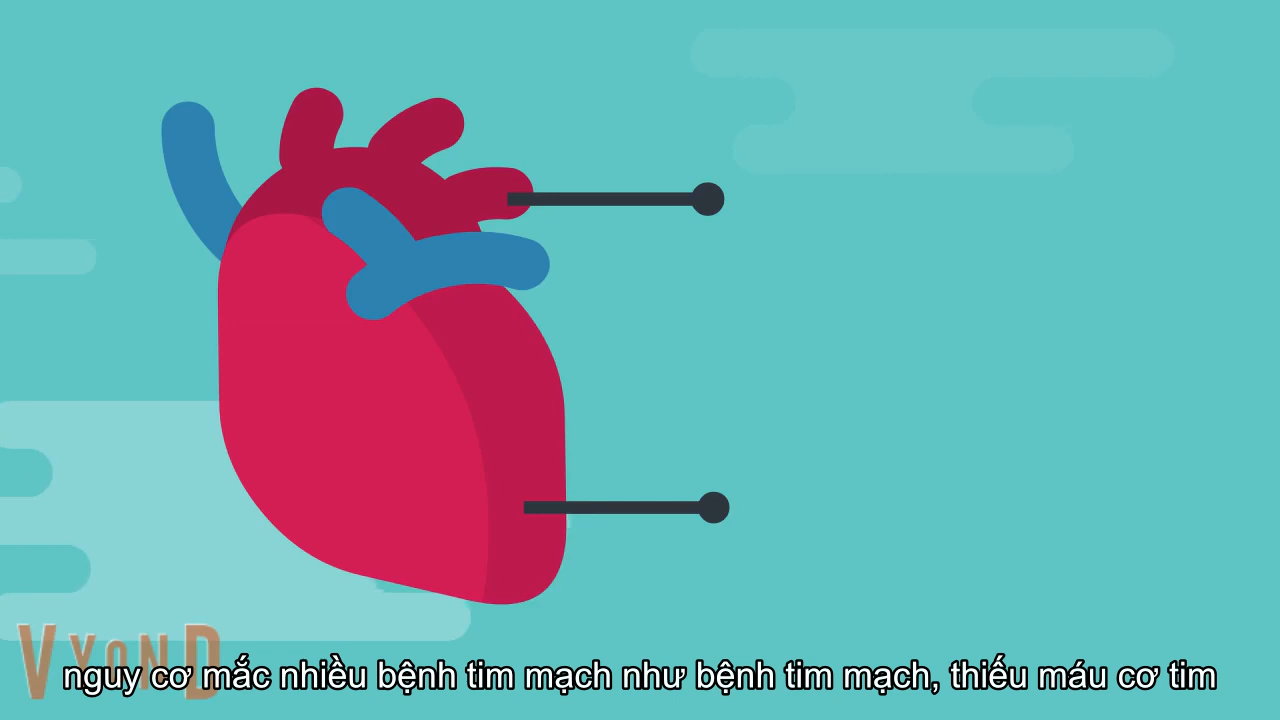 VYOND
nguy cơ mắc nhiều bệnh tim mạch như bệnh tim mạch, thiếu máu cơ tim